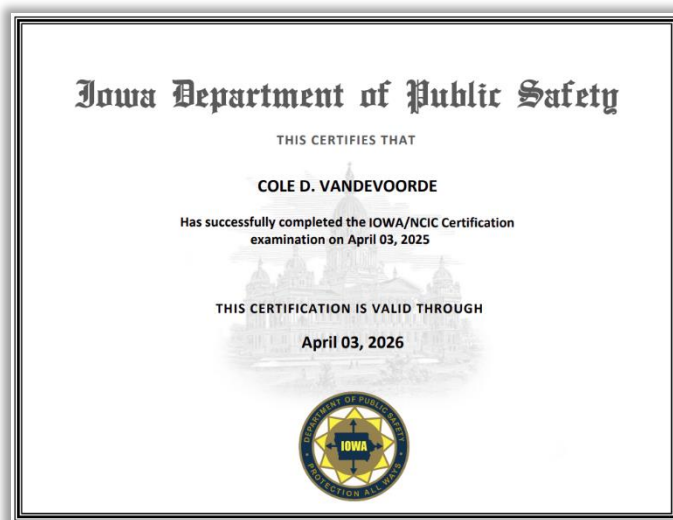 Iowa Department of Public Safety
THIS CERTIFIES THAT
COLE D. VANDEVOORDE
Has successfully completed the IOWA/NCIC Certification
examination on April 03, 2025
THIS CERTIFICATION IS VALID THROUGH
April 03, 2026
DEPARTMENT OF PUBLIC SAFETY
IOWA
PROTECTION ALL WAYS